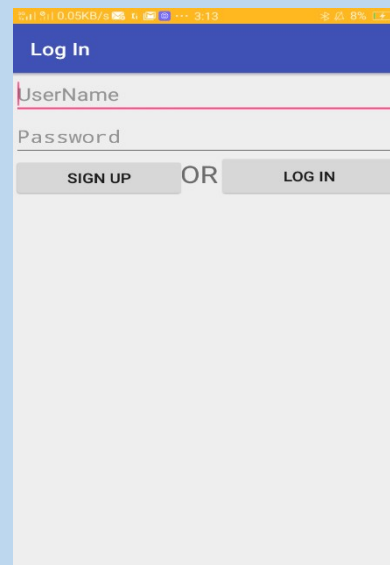 0.05KB/s ... 3:13 8%
Log In
UserName
Password
SIGN UP OR LOG IN